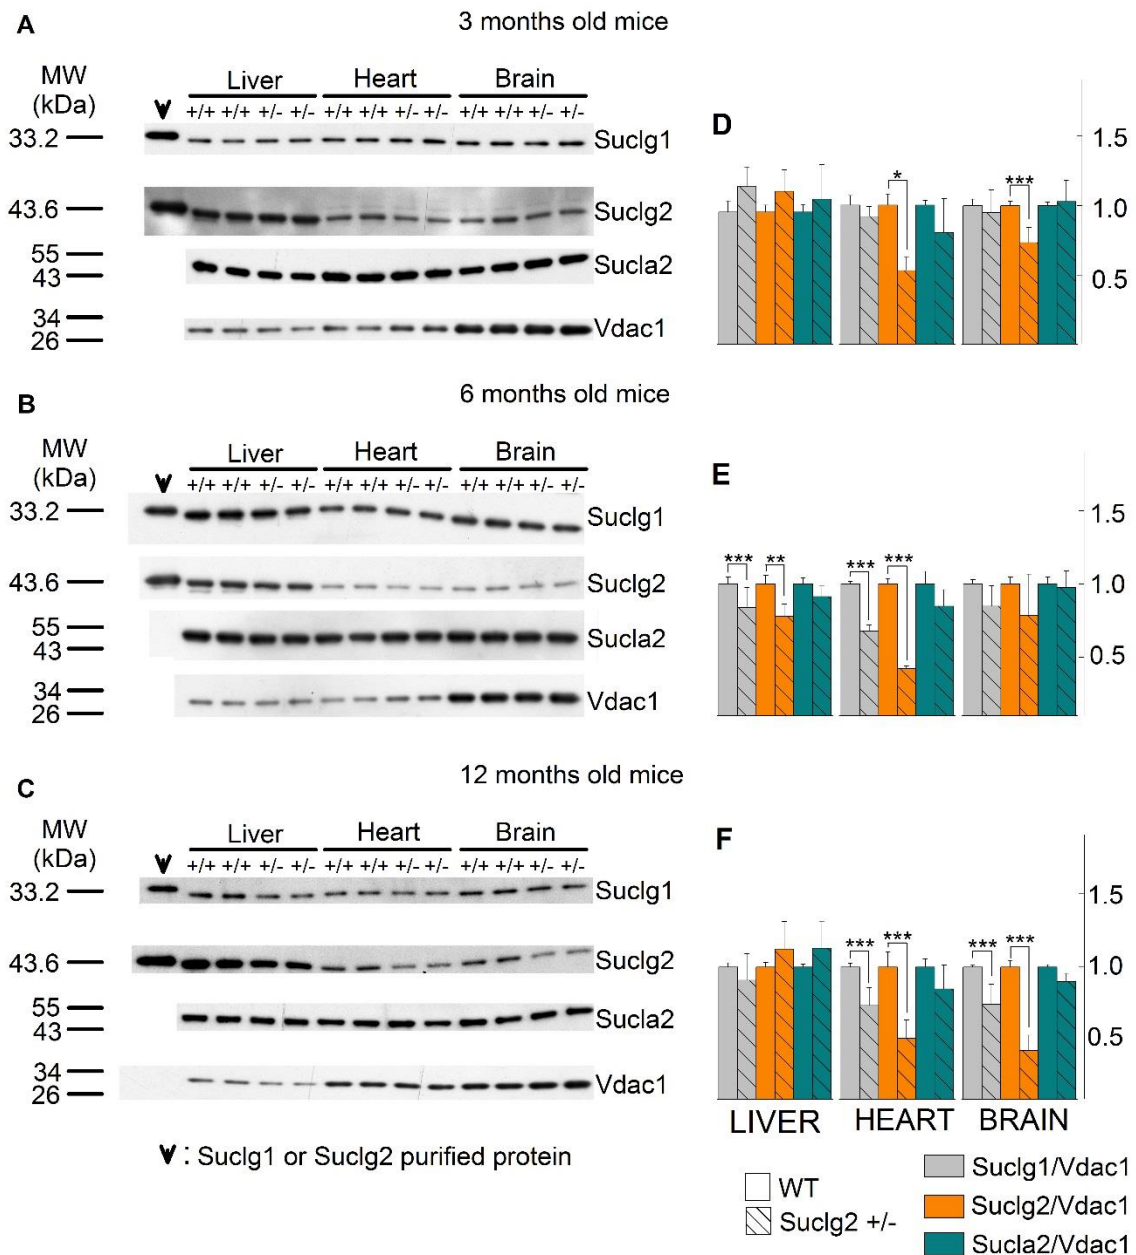 A
3 months old mice
MW
(kDa)
Liver Heart Brain
+/+ +/+ +/- +/- +/+ +/+ +/- +/- +/+ +/+ +/- +/-
33.2 Suclg1
43.6 Suclg2
55
43 Sucla2
34
26 Vdac1
D
1.5
1.0
0.5
* ***
B
6 months old mice
MW
(kDa)
Liver Heart Brain
+/+ +/+ +/- +/- +/+ +/+ +/- +/- +/+ +/+ +/- +/-
33.2 Suclg1
43.6 Suclg2
55
43 Sucla2
34
26 Vdac1
E
1.5
1.0
0.5
*** ** *** ***
C
12 months old mice
MW
(kDa)
Liver Heart Brain
+/+ +/+ +/- +/- +/+ +/+ +/- +/- +/+ +/+ +/- +/-
33.2 Suclg1
43.6 Suclg2
55
43 Sucla2
34
26 Vdac1
: Suclg1 or Suclg2 purified protein
F
1.5
1.0
0.5
*** *** *** ***
LIVER HEART BRAIN
WT
Suclg2 +/-
Suclg1/Vdac1
Suclg2/Vdac1
Sucla2/Vdac1